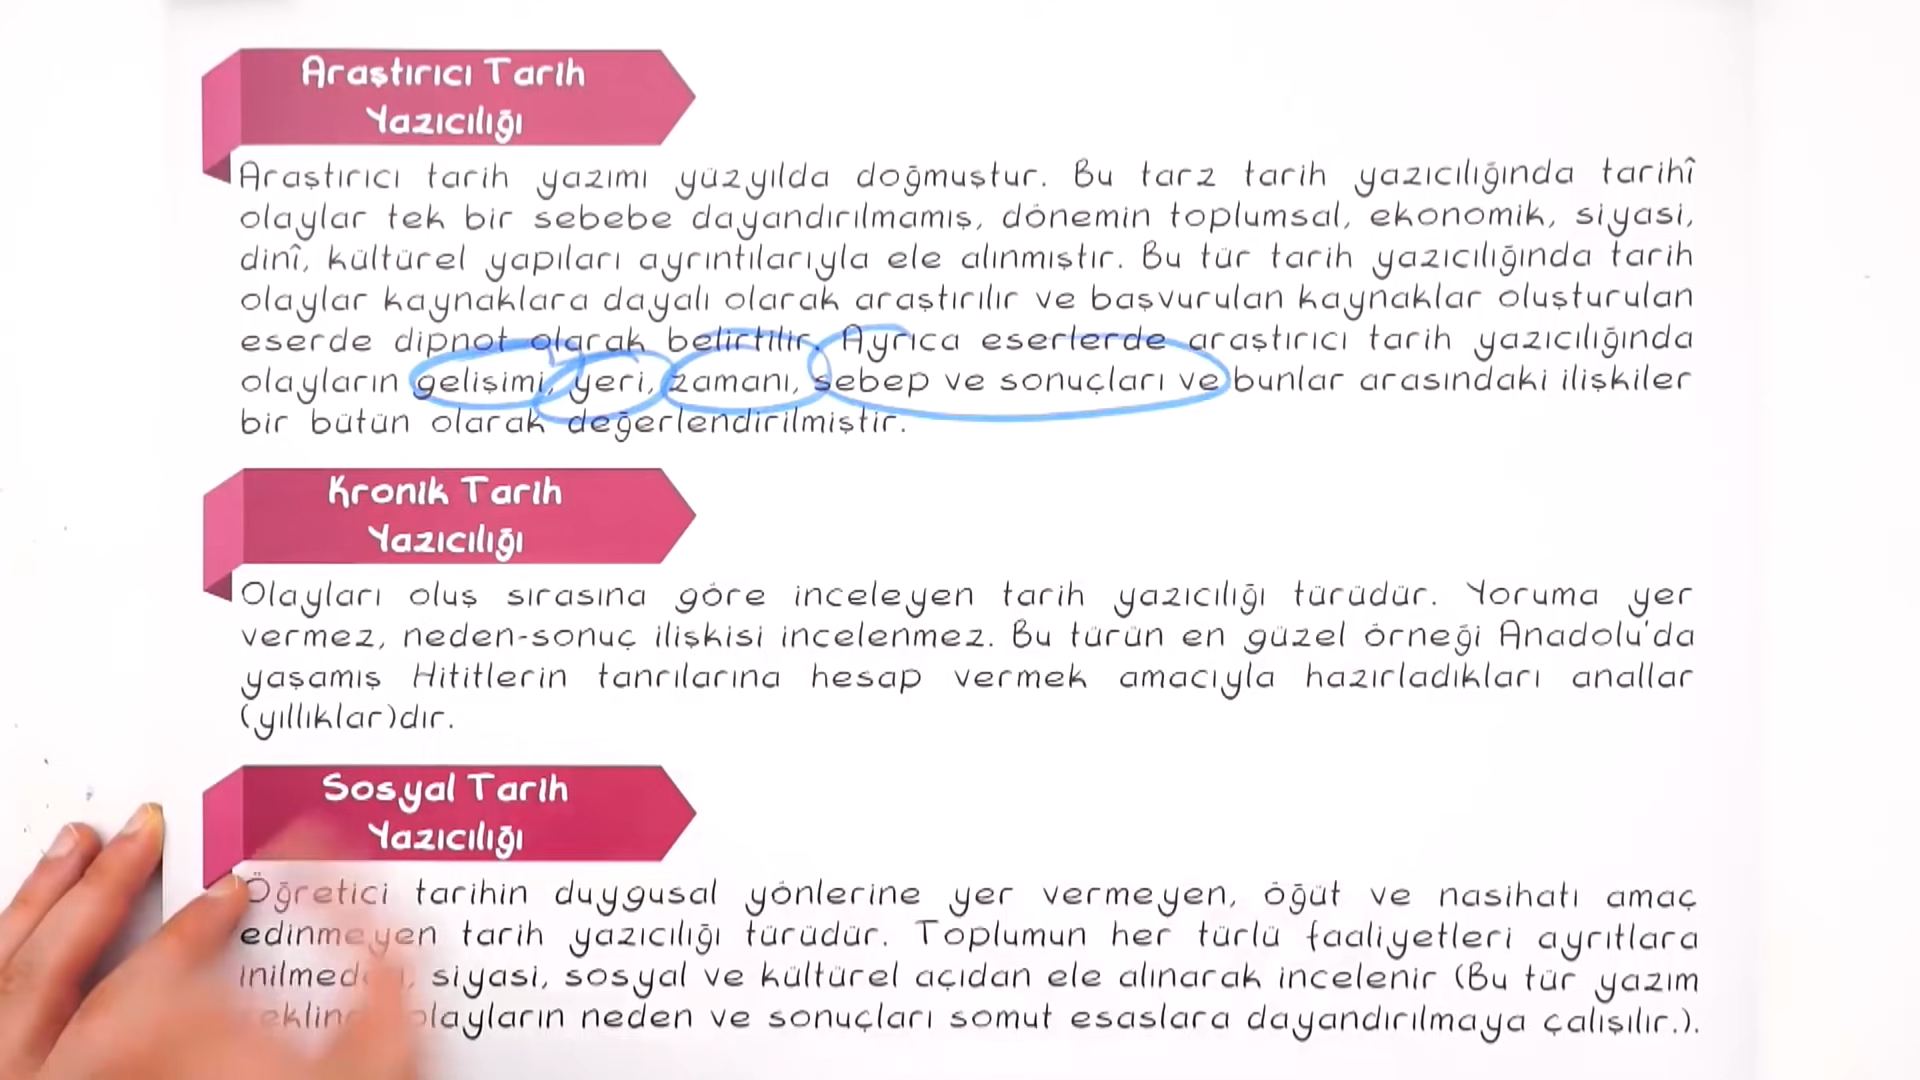 Araştırıcı Tarih
Yazıcılığı
Araştırıcı tarih yazımı yüzyılda doğmuştur. Bu tarz tarih yazıcılığında tarihî
olaylar tek bir sebebe dayandırılmamış, dönemin toplumsal, ekonomik, siyasi,
dinî, kültürel yapıları ayrıntılarıyla ele alınmıştır. Bu tür tarih yazıcılığında tarih
olaylar kaynaklara dayalı olarak araştırılır ve başvurulan kaynaklar oluşturulan
eserde dipnot olarak belirtilir. Ayrıca eserlerde araştırıcı tarih yazıcılığında
olayların gelişimi, yeri, zamanı, sebep ve sonuçları ve bunlar arasındaki ilişkiler
bir bütün olarak değerlendirilmiştir.
Kronik Tarih
Yazıcılığı
Olayları oluş sırasına göre inceleyen tarih yazıcılığı türüdür. Yoruma yer
vermez, neden-sonuç ilişkisi incelenmez. Bu türün en güzel örneği Anadolu'da
yaşamış Hititlerin tanrılarına hesap vermek amacıyla hazırladıkları anallar
(yıllıklar)dır.
Sosyal Tarih
Yazıcılığı
Öğretici tarihin duygusal yönlerine yer vermeyen, öğüt ve nasihatı amaç
edinmeyen tarih yazıcılığı türüdür. Toplumun her türlü faaliyetleri ayrıtlara
siyasi, sosyal ve kültürel açıdan ele alınarak incelenir (Bu tür yazım
olayların neden ve sonuçları somut esaslara dayandırılmaya çalışılır.).